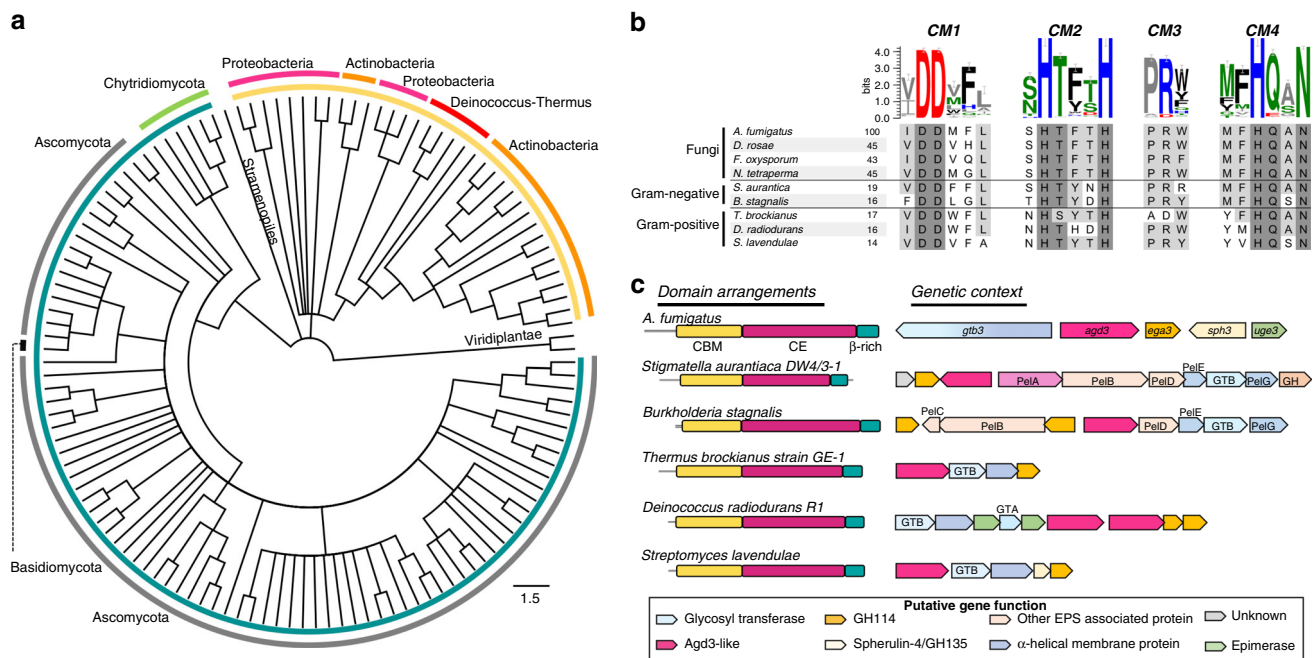 a
Proteobacteria
Actinobacteria
Proteobacteria
Deinococcus-Thermus
Actinobacteria
Chytridiomycota
Ascomycota
Stramenopiles
Viridiplantae
Basidiomycota
Ascomycota
1.5
b
CM1 CM2 CM3 CM4
4.0
3.0
2.0
1.0
0.0
bits
Fungi
A. fumigatus 100 I D D M F L S H T F T H P R W M F H Q A N
D. rosae 45 V D D V H L S H T F T H P R W M F H Q A N
F. oxysporum 43 I D D V Q L S H T F T H P R F M F H Q A N
N. tetraperma 45 V D D M G L S H T F T H P R W M F H Q A N
Gram-negative
S. aurantica 19 V D D F F L S H T Y N H P R R M F H Q A N
B. stagnalis 16 F D D L G L T H T Y D H P R Y M F H Q S N
Gram-positive
T. brockianus 17 V D D W F L N H S Y T H A D W Y F H Q A N
D. radiodurans 16 I D D W F L N H T H D H P R W Y M H Q A N
S. lavendulae 14 V D D V F A N H T Y T H P R Y Y V H Q S N
c
Domain arrangements Genetic context
A. fumigatus
CBM CE β-rich
gtb3 agd3 ega3 sph3 uge3
Stigmatella aurantiaca DW4/3-1
PelA PelB PelD PelE GTB PelG GH
Burkholderia stagnalis
PelC PelB PelD PelE GTB PelG
Thermus brockianus strain GE-1
GTB
Deinococcus radiodurans R1
GTB GTA
Streptomyces lavendulae
GTB
Putative gene function
Glycosyl transferase GH114 Other EPS associated protein Unknown
Agd3-like Spherulin-4/GH135 α-helical membrane protein Epimerase